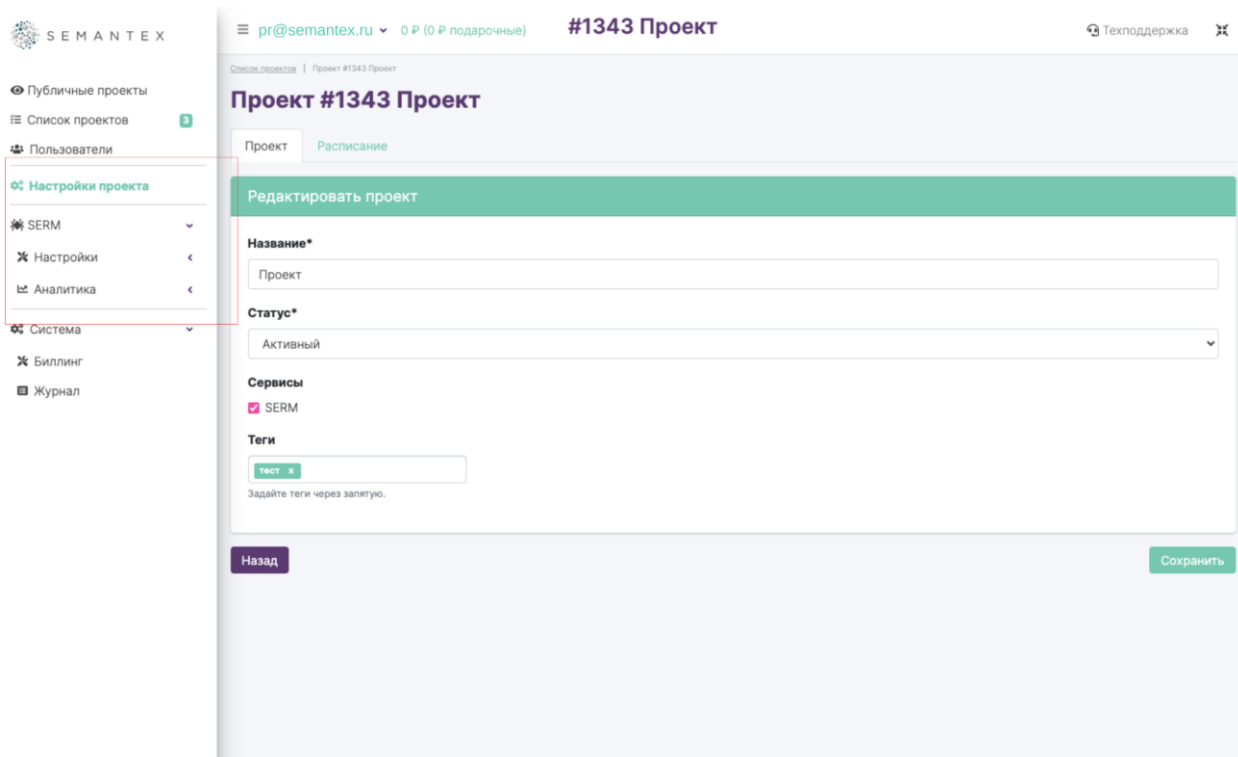 SEMANTEX
pr@semantex.ru 0 ₽ (0 ₽ подарочные) #1343 Проект Техподдержка
Публичные проекты
Список проектов 3
Пользователи
Настройки проекта
SERM
Настройки
Аналитика
Система
Биллинг
Журнал
Список проектов | Проект #1343 Проект
Проект #1343 Проект
Проект Расписание
Редактировать проект
Название*
Проект
Статус*
Активный
Сервисы
SERM
Теги
тест x
Задайте теги через запятую.
Назад Сохранить